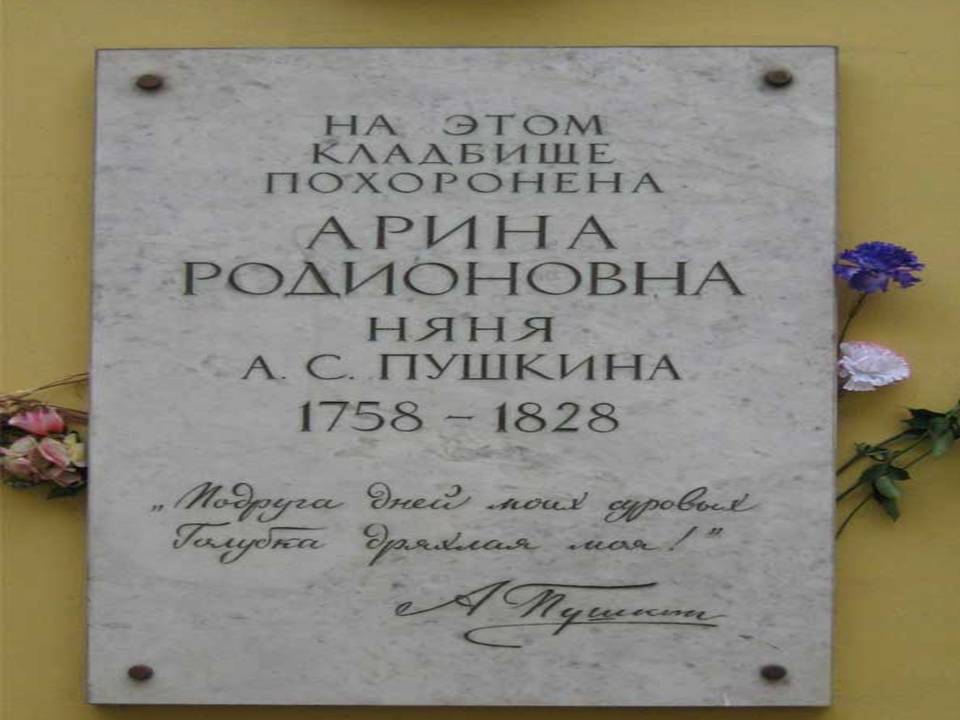 НА ЭТОМ
КЛАДБИЩЕ
ПОХОРОНЕНА
АРИНА
РОДИОНОВНА
НЯНЯ
А. С. ПУШКИНА
1758 – 1828
„Подруга дней моих суровых
Голубка дряхлая моя!”
А Пушкин